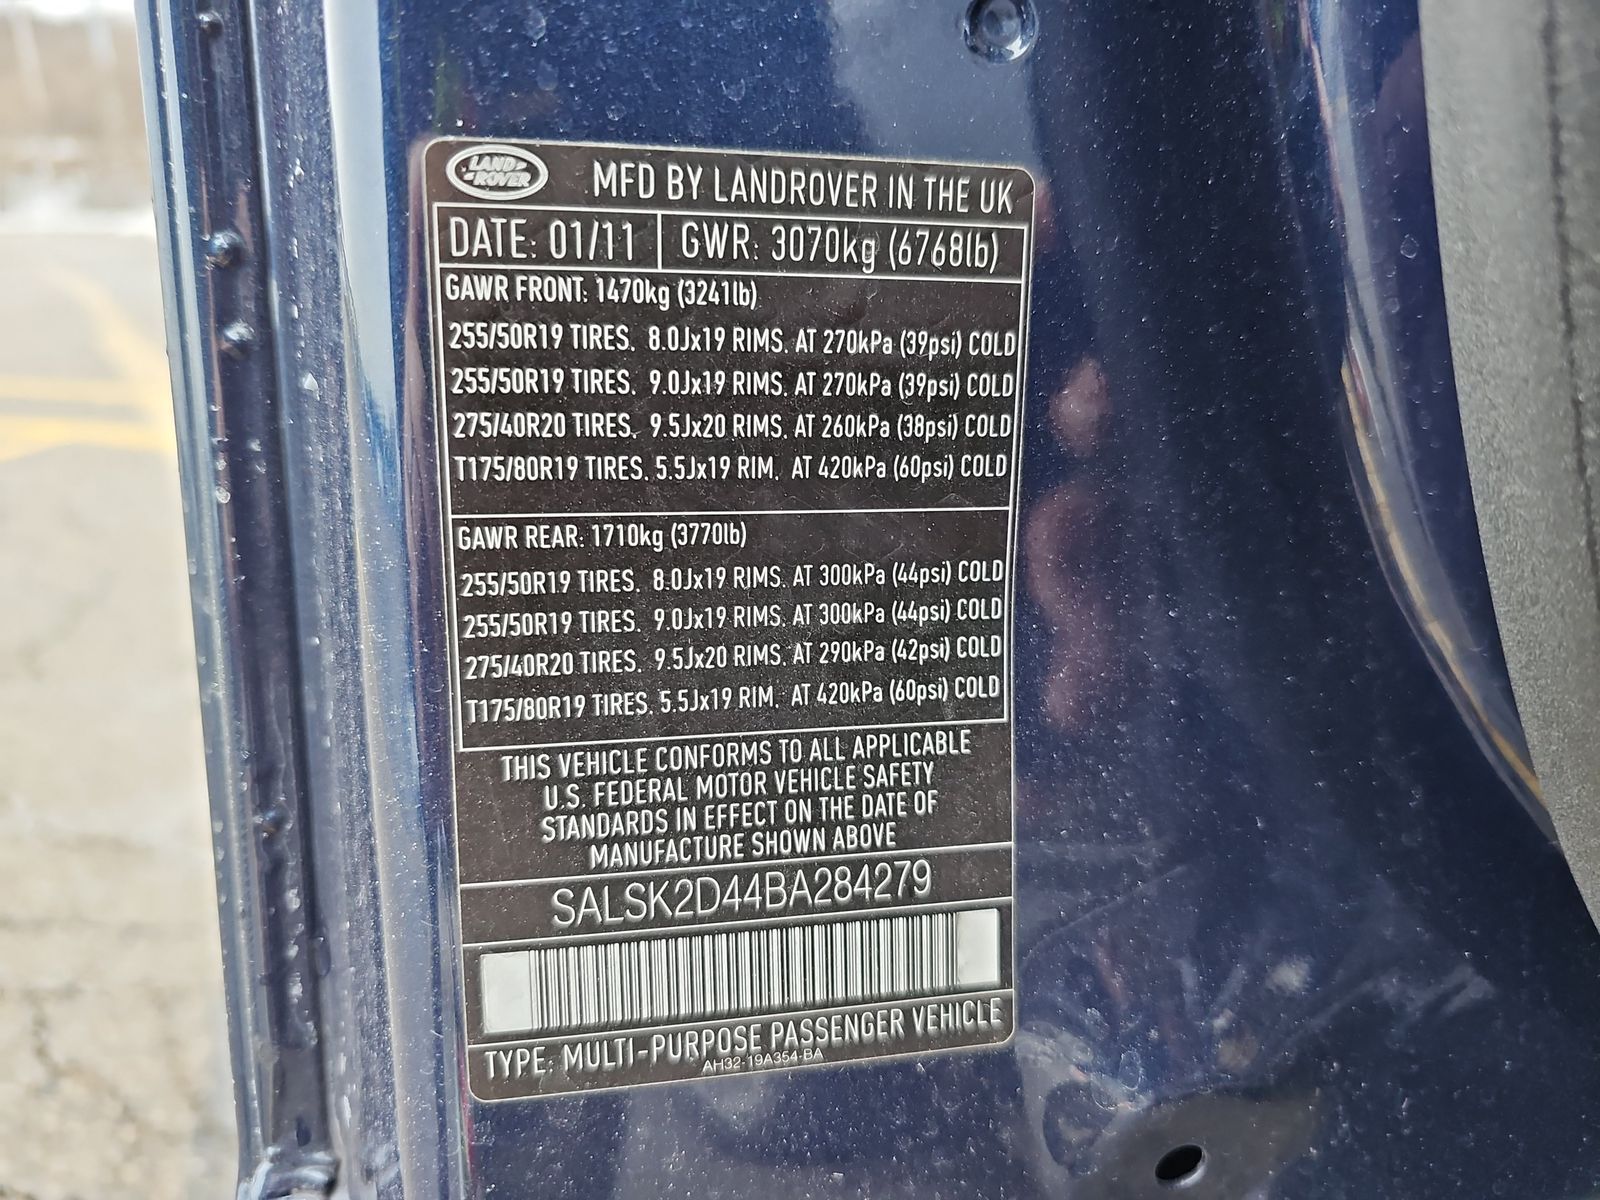 LAND ROVER
MFD BY LANDROVER IN THE UK
DATE: 01/11 GWR: 3070kg (6768lb)
GAWR FRONT: 1470kg (3241lb)
255/50R19 TIRES. 8.0Jx19 RIMS. AT 270kPa (39psi) COLD
255/50R19 TIRES. 9.0Jx19 RIMS. AT 270kPa (39psi) COLD
275/40R20 TIRES. 9.5Jx20 RIMS. AT 260kPa (38psi) COLD
T175/80R19 TIRES. 5.5Jx19 RIM. AT 420kPa (60psi) COLD
GAWR REAR: 1710kg (3770lb)
255/50R19 TIRES. 8.0Jx19 RIMS. AT 300kPa (44psi) COLD
255/50R19 TIRES. 9.0Jx19 RIMS. AT 300kPa (44psi) COLD
275/40R20 TIRES. 9.5Jx20 RIMS. AT 290kPa (42psi) COLD
T175/80R19 TIRES. 5.5Jx19 RIM. AT 420kPa (60psi) COLD
THIS VEHICLE CONFORMS TO ALL APPLICABLE
U.S. FEDERAL MOTOR VEHICLE SAFETY
STANDARDS IN EFFECT ON THE DATE OF
MANUFACTURE SHOWN ABOVE
SALSK2D44BA284279
TYPE: MULTI-PURPOSE PASSENGER VEHICLE
AH32-19A354-BA